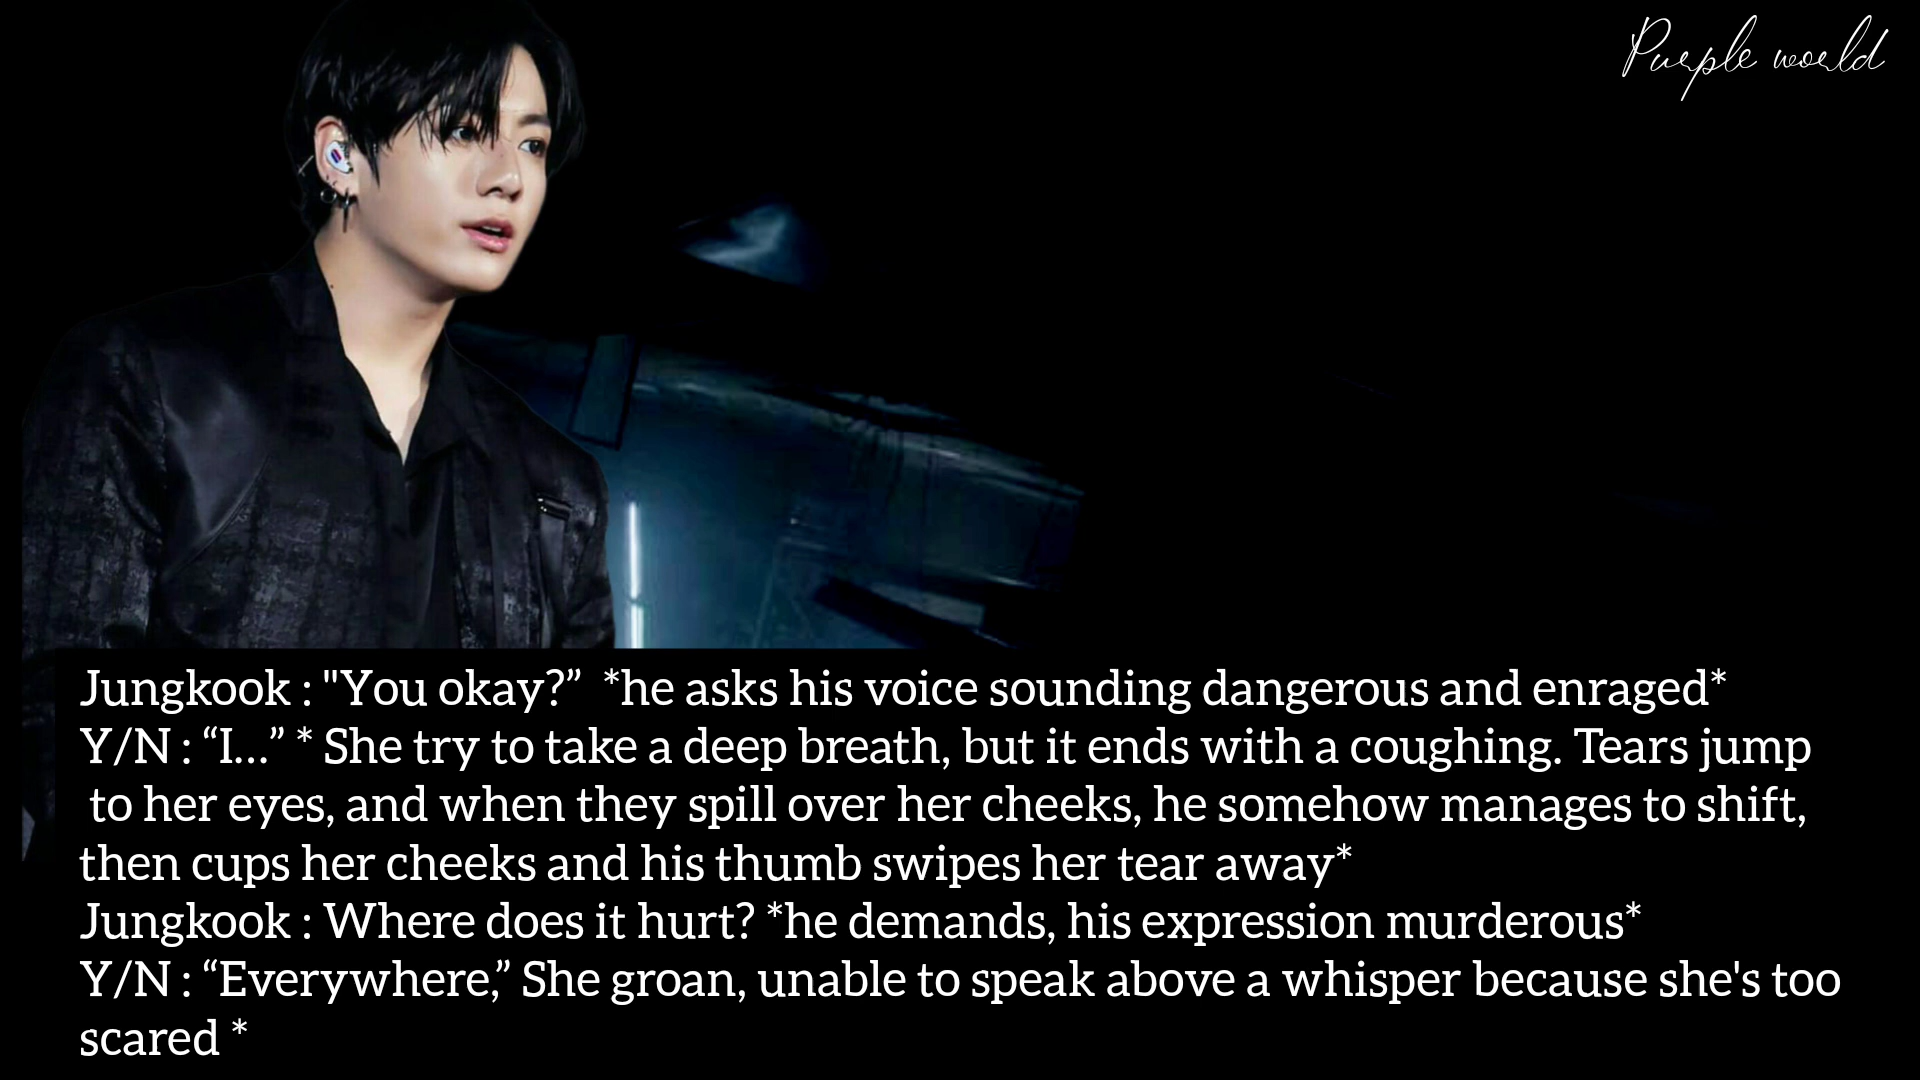 Purple world
Jungkook : "You okay?” *he asks his voice sounding dangerous and enraged*
Y/N : “I...” * She try to take a deep breath, but it ends with a coughing. Tears jump
to her eyes, and when they spill over her cheeks, he somehow manages to shift,
then cups her cheeks and his thumb swipes her tear away*
Jungkook : Where does it hurt? *he demands, his expression murderous*
Y/N : “Everywhere,” She groan, unable to speak above a whisper because she's too
scared *